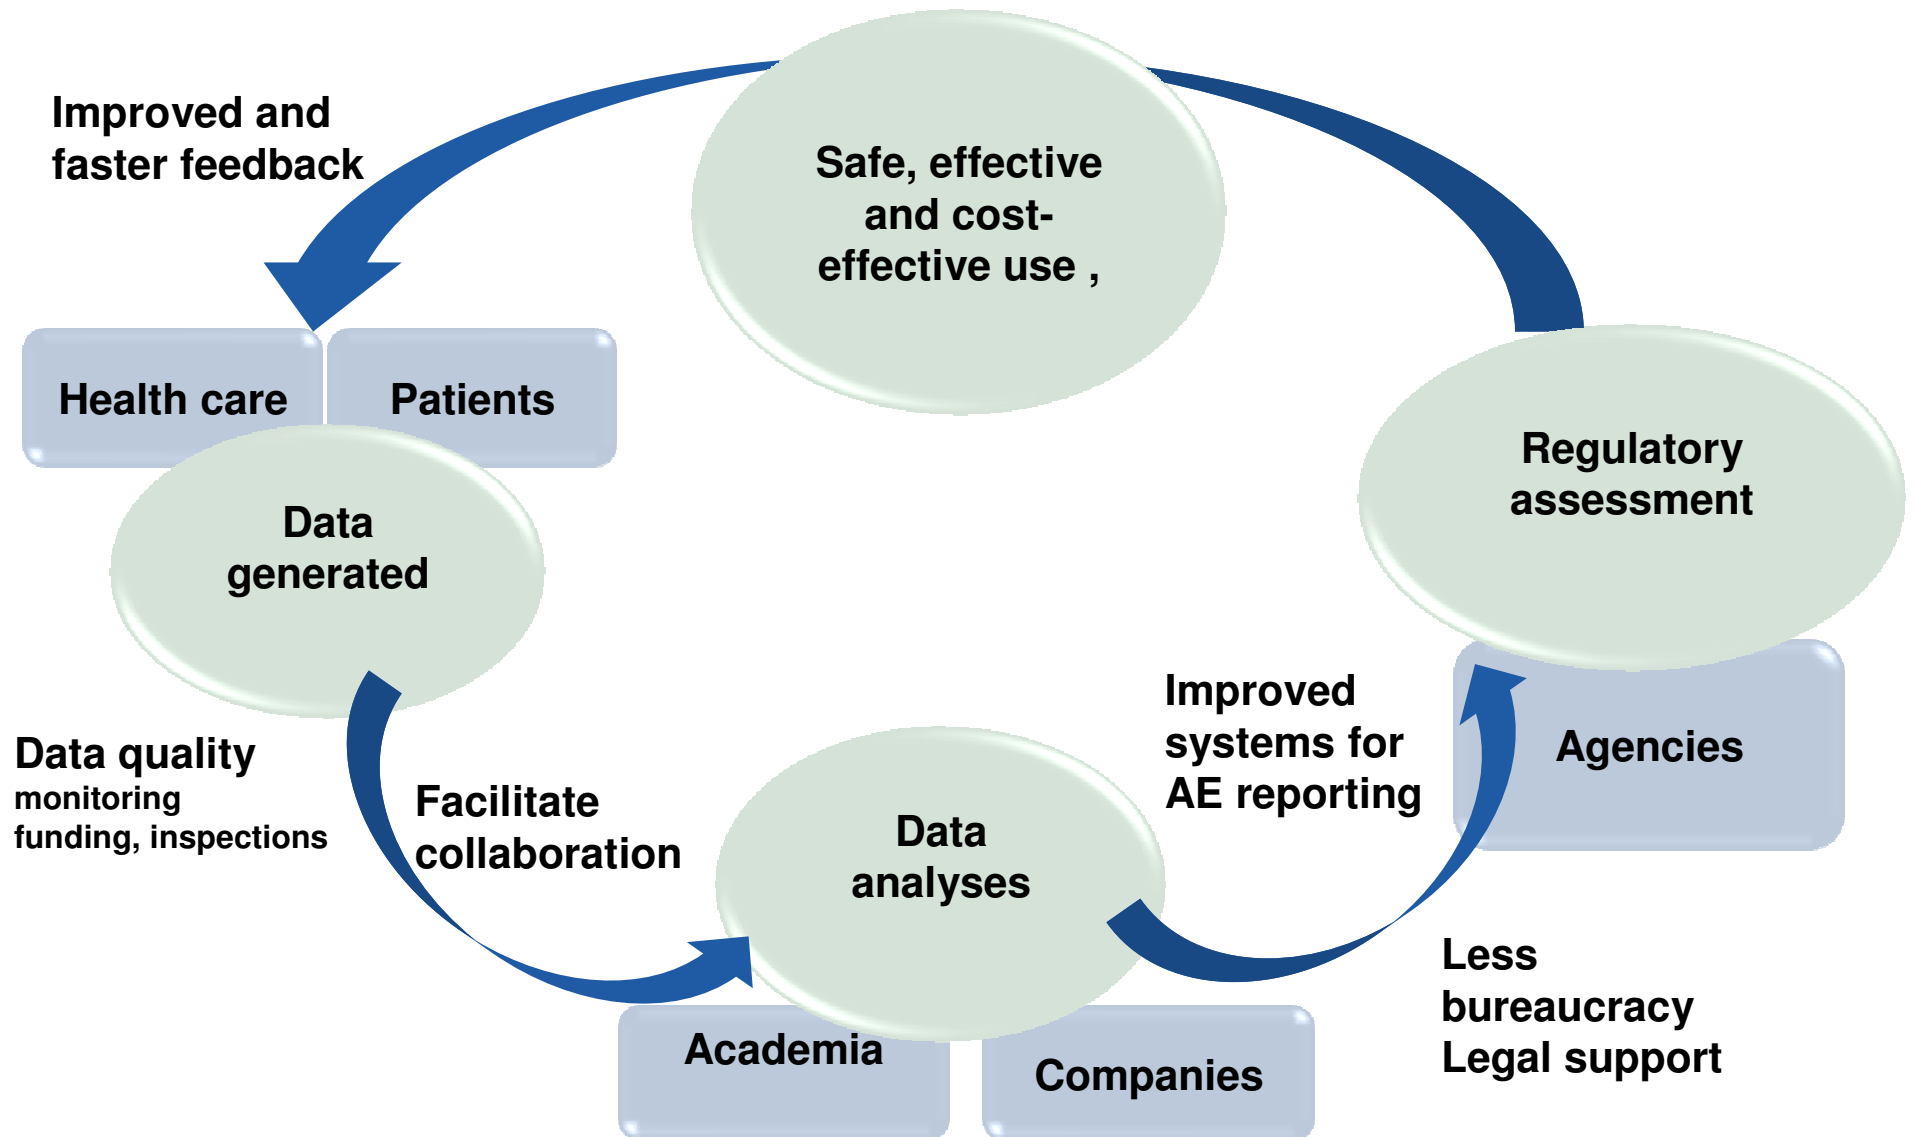 Improved and
faster feedback
Safe, effective
and cost-
effective use ,
Health care
Patients
Regulatory
assessment
Data
generated
Improved
systems for
AE reporting
Agencies
Data quality
monitoring
funding, inspections
Facilitate
collaboration
Data
analyses
Less
bureaucracy
Legal support
Academia
Companies